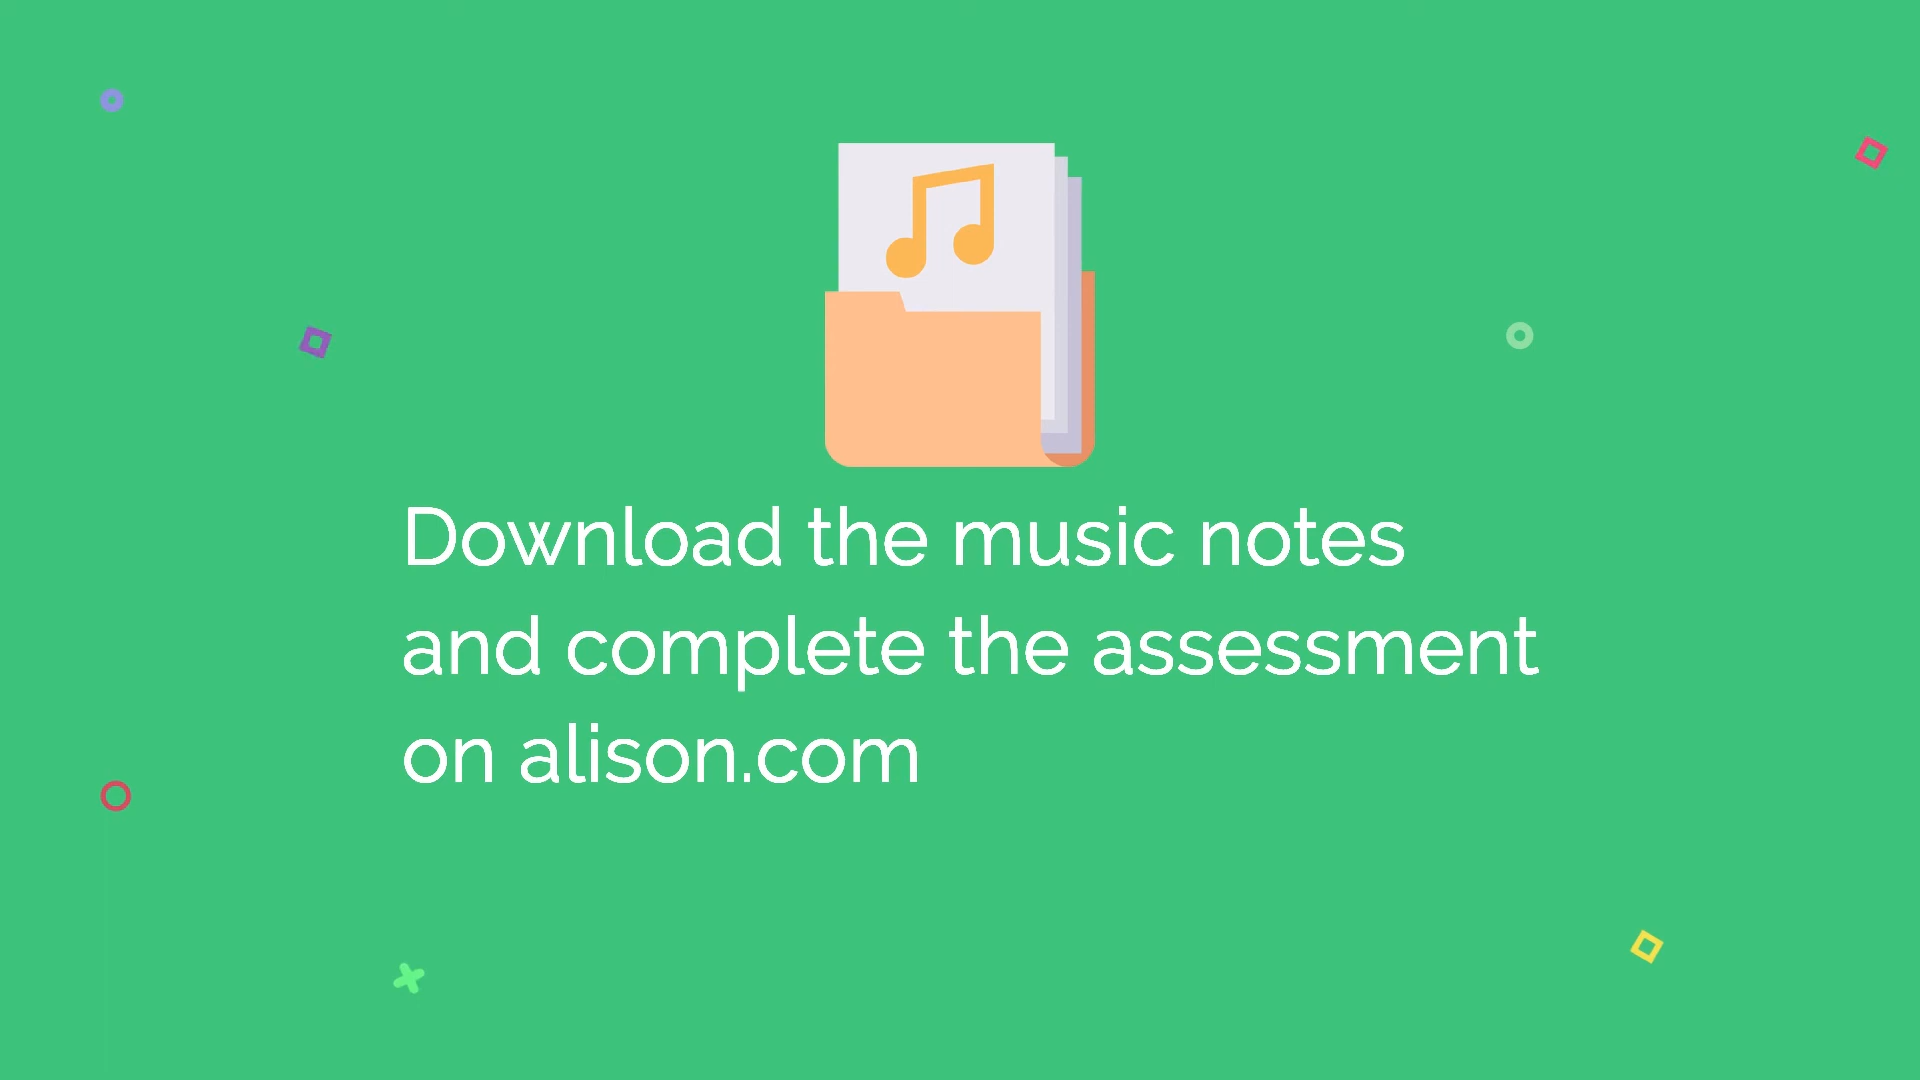 Download the music notes
and complete the assessment
on alison.com